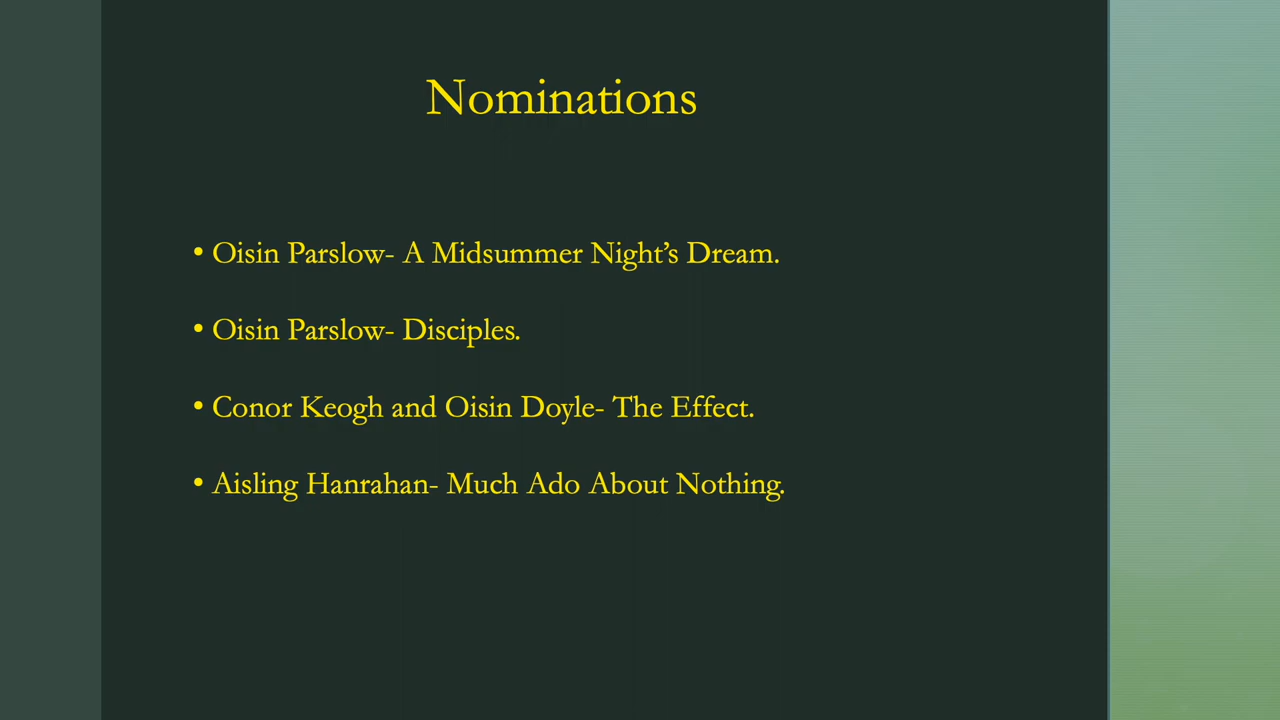 Nominations
• Oisin Parslow- A Midsummer Night’s Dream.
• Oisin Parslow- Disciples.
• Conor Keogh and Oisin Doyle- The Effect.
• Aisling Hanrahan- Much Ado About Nothing.